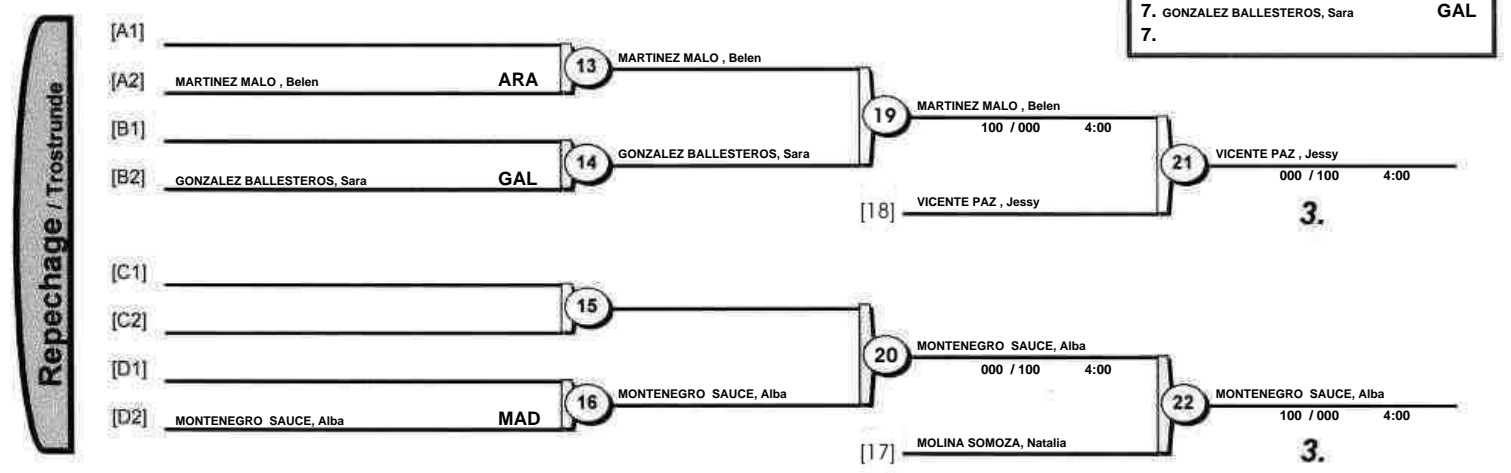 7. GONZALEZ BALLESTEROS, Sara GAL
7.
Repechage / Trostrunde
[A1]
[A2] MARTINEZ MALO , Belen ARA
13
MARTINEZ MALO , Belen
[B1]
[B2] GONZALEZ BALLESTEROS, Sara GAL
14
GONZALEZ BALLESTEROS, Sara
19
MARTINEZ MALO , Belen
100 / 000 4:00
[18] VICENTE PAZ , Jessy
21
VICENTE PAZ , Jessy
000 / 100 4:00
3.
[C1]
[C2]
15
[D1]
[D2] MONTENEGRO SAUCE, Alba MAD
16
MONTENEGRO SAUCE, Alba
20
MONTENEGRO SAUCE, Alba
000 / 100 4:00
[17] MOLINA SOMOZA, Natalia
22
MONTENEGRO SAUCE, Alba
100 / 000 4:00
3.